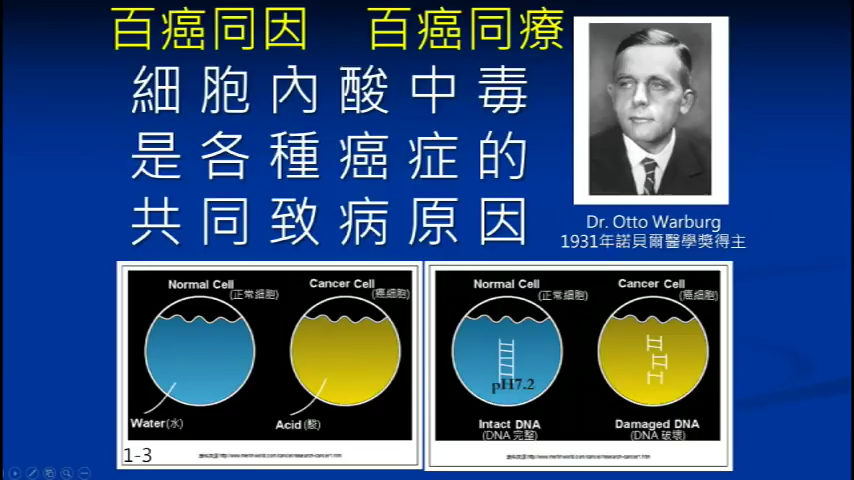 百癌同因 百癌同療
細胞內酸中毒
是各種癌症的
共同致病原因
Dr. Otto Warburg
1931年諾貝爾醫學獎得主
Normal Cell
(正常細胞)
Cancer Cell
(癌細胞)
Water(水)
Acid(酸)
Normal Cell
(正常細胞)
Cancer Cell
(癌細胞)
pH7.2
Intact DNA
(DNA 完整)
Damaged DNA
(DNA 破壞)
1-3